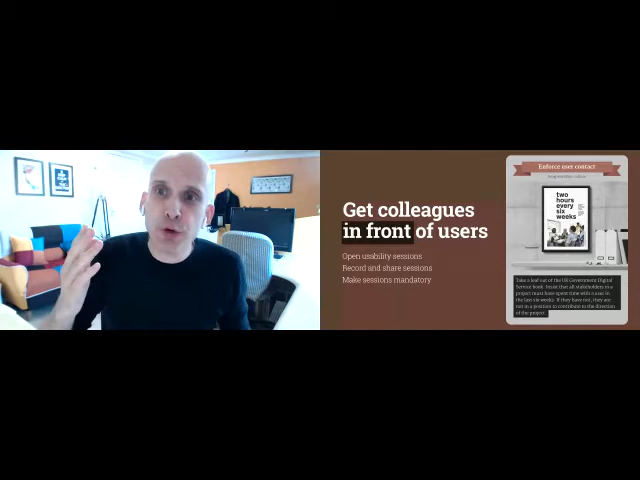 Get colleagues
in front of users
Open usability sessions
Record and share sessions
Make sessions mandatory
Enforce user contact
two
hours
every
six
weeks
Take a leaf out of the UK Government Digital
Service book. Insist that all stakeholders in a
project must have spent time with a user in
the last six weeks. If they have not, they are
not in a position to contribute to the direction
of the project.